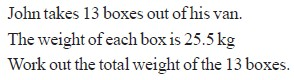 John takes 13 boxes out of his van.
The weight of each box is 25.5 kg
Work out the total weight of the 13 boxes.